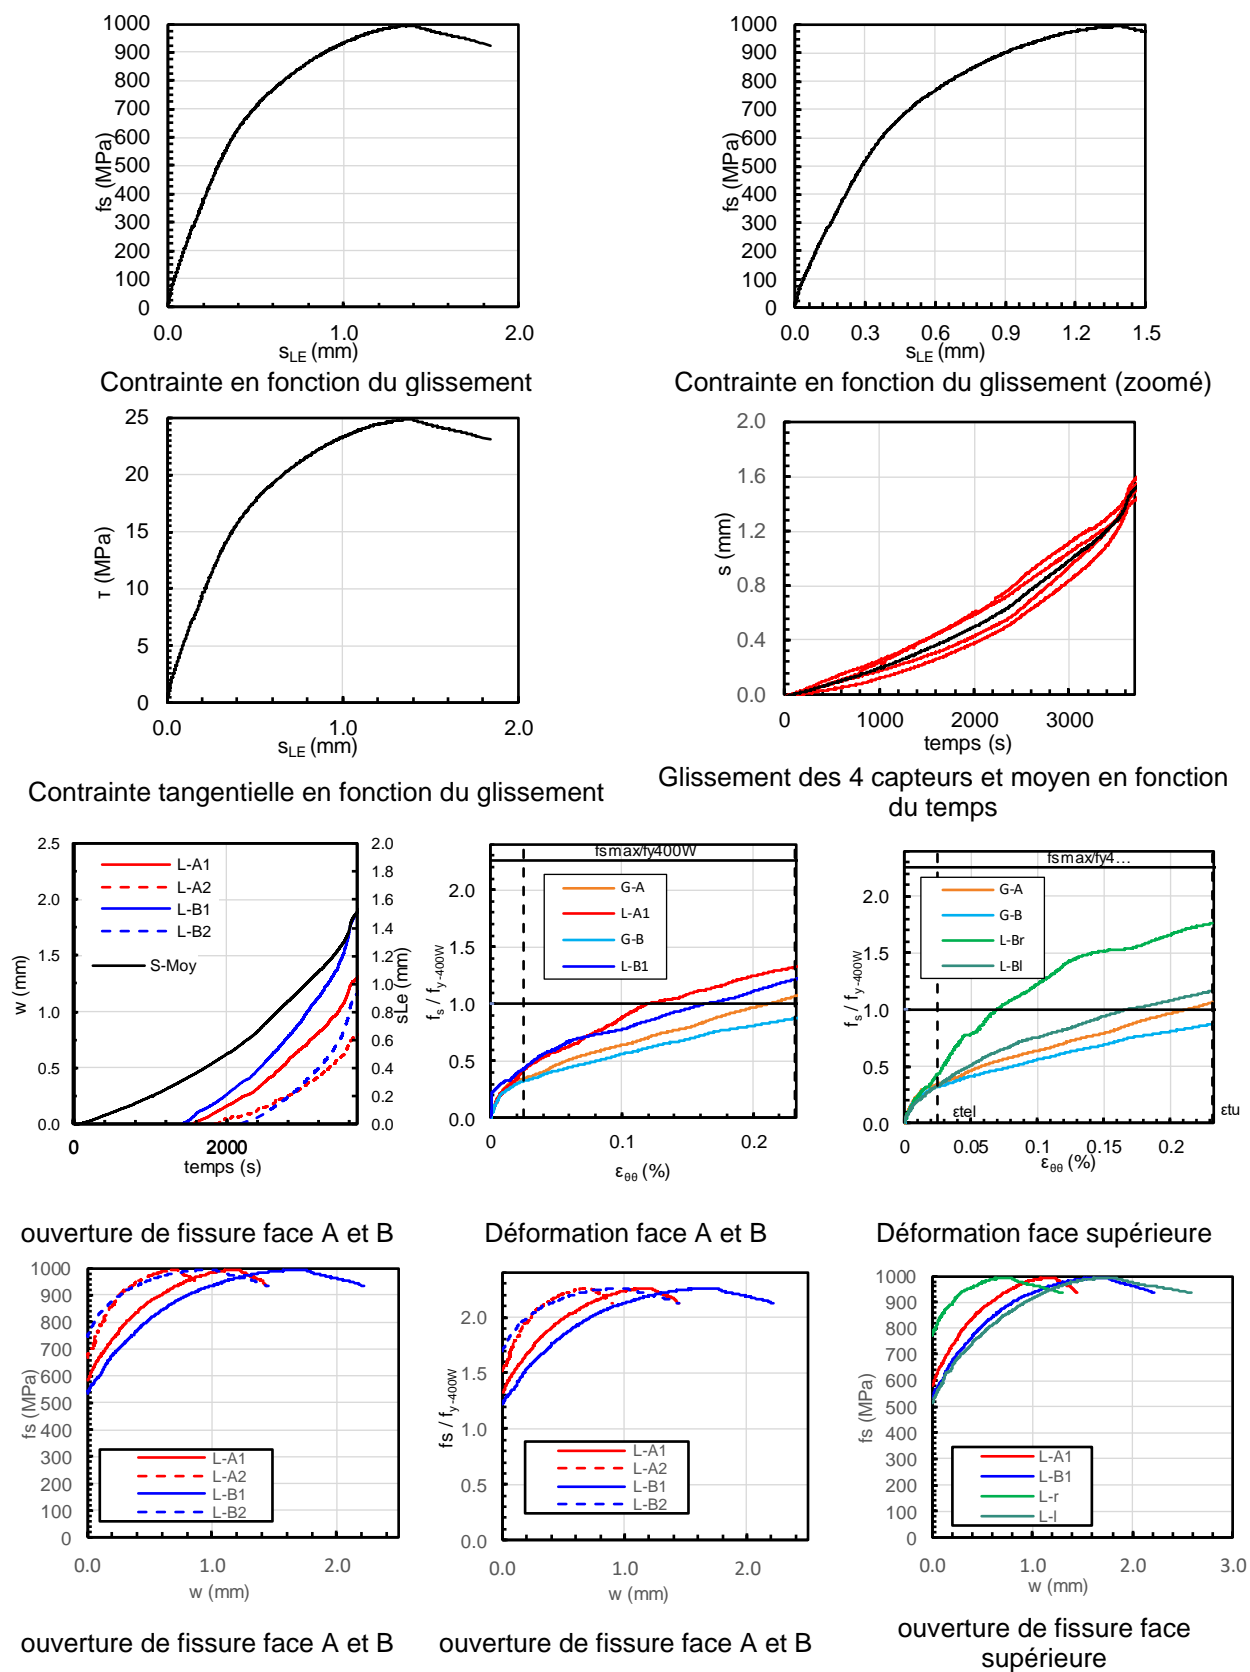 1000
900
800
700
600
500
400
300
200
100
0
fs (MPa)
0.0
1.0
2.0
sLE (mm)
Contrainte en fonction du glissement
1000
900
800
700
600
500
400
300
200
100
0
fs (MPa)
0.0
0.3
0.6
0.9
1.2
1.5
sLE (mm)
Contrainte en fonction du glissement (zoomé)
25
20
15
10
5
0
τ (MPa)
0.0
1.0
2.0
sLE (mm)
Contrainte tangentielle en fonction du glissement
2.0
1.6
1.2
0.8
0.4
0.0
s (mm)
0
1000
2000
3000
temps (s)
Glissement des 4 capteurs et moyen en fonction
du temps
2.5
2.0
1.5
1.0
0.5
0.0
w (mm)
L-A1
L-A2
L-B1
L-B2
S-Moy
2.0
1.8
1.6
1.4
1.2
1.0
0.8
0.6
0.4
0.2
0.0
sLe (mm)
0
2000
temps (s)
ouverture de fissure face A et B
fsmax/fy400W
2.0
1.5
1.0
0.5
0.0
fs / fy-400W
G-A
L-A1
G-B
L-B1
0
0.1
0.2
εθθ (%)
Déformation face A et B
fsmax/fy4…
2.0
1.5
1.0
0.5
0.0
fs / fy-400W
G-A
G-B
L-Br
L-Bl
εtel
εtu
0
0.05
0.1
0.15
0.2
εθθ (%)
Déformation face supérieure
1000
900
800
700
600
500
400
300
200
100
0
fs (MPa)
L-A1
L-A2
L-B1
L-B2
0.0
1.0
2.0
w (mm)
ouverture de fissure face A et B
2.0
1.5
1.0
0.5
0.0
fs / fy-400W
L-A1
L-A2
L-B1
L-B2
0.0
1.0
2.0
w (mm)
ouverture de fissure face A et B
1000
900
800
700
600
500
400
300
200
100
0
fs (MPa)
L-A1
L-B1
L-r
L-l
0.0
1.0
2.0
3.0
w (mm)
ouverture de fissure face
supérieure